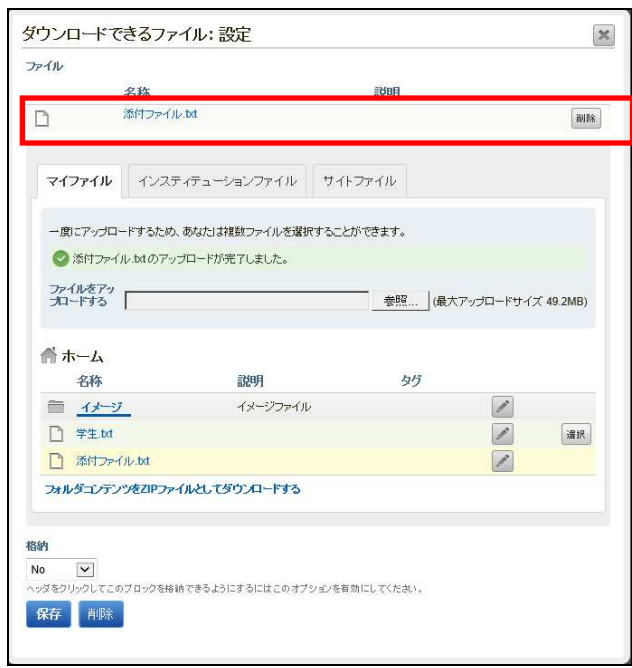 ダウンロードできるファイル: 設定
ファイル
名称 説明
添付ファイル.txt 削除
マイファイル インスティテューションファイル サイトファイル
一度にアップロードするため、あなたは複数ファイルを選択することができます。
添付ファイル.txtのアップロードが完了しました。
ファイルをアッ
プロードする 参照... (最大アップロードサイズ 49.2MB)
ホーム
名称 説明 タグ
イメージ イメージファイル
学生.txt 選択
添付ファイル.txt
フォルダコンテンツをZIPファイルとしてダウンロードする
格納
No
ヘッダをクリックしてこのブロックを格納できるようにするにはこのオプションを有効にしてください。
保存 削除